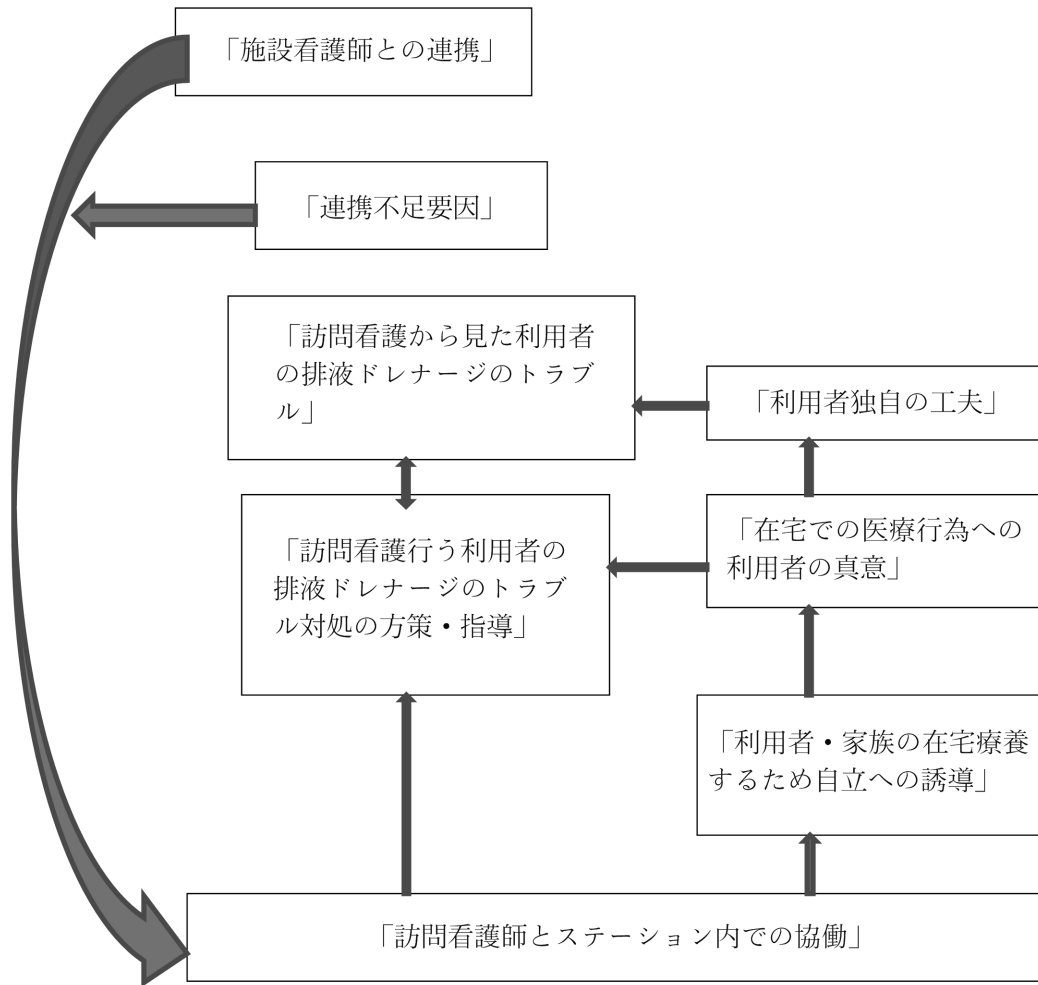 「施設看護師との連携」
「連携不足要因」
「訪問看護から見た利用者
の排液ドレナージのトラブ
ル」
「利用者独自の工夫」
「訪問看護行う利用者の
排液ドレナージのトラブ
ル対処の方策・指導」
「在宅での医療行為への
利用者の真意」
「利用者・家族の在宅療養
するため自立への誘導」
「訪問看護師とステーション内での協働」